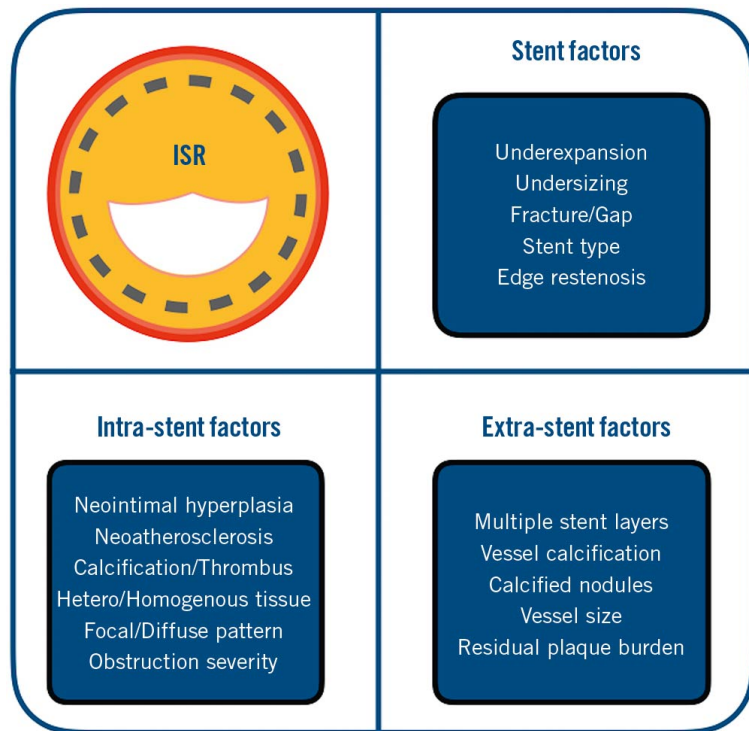 ISR
Stent factors
Underexpansion
Undersizing
Fracture/Gap
Stent type
Edge restenosis
Intra-stent factors
Neointimal hyperplasia
Neoatherosclerosis
Calcification/Thrombus
Hetero/Homogenous tissue
Focal/Diffuse pattern
Obstruction severity
Extra-stent factors
Multiple stent layers
Vessel calcification
Calcified nodules
Vessel size
Residual plaque burden